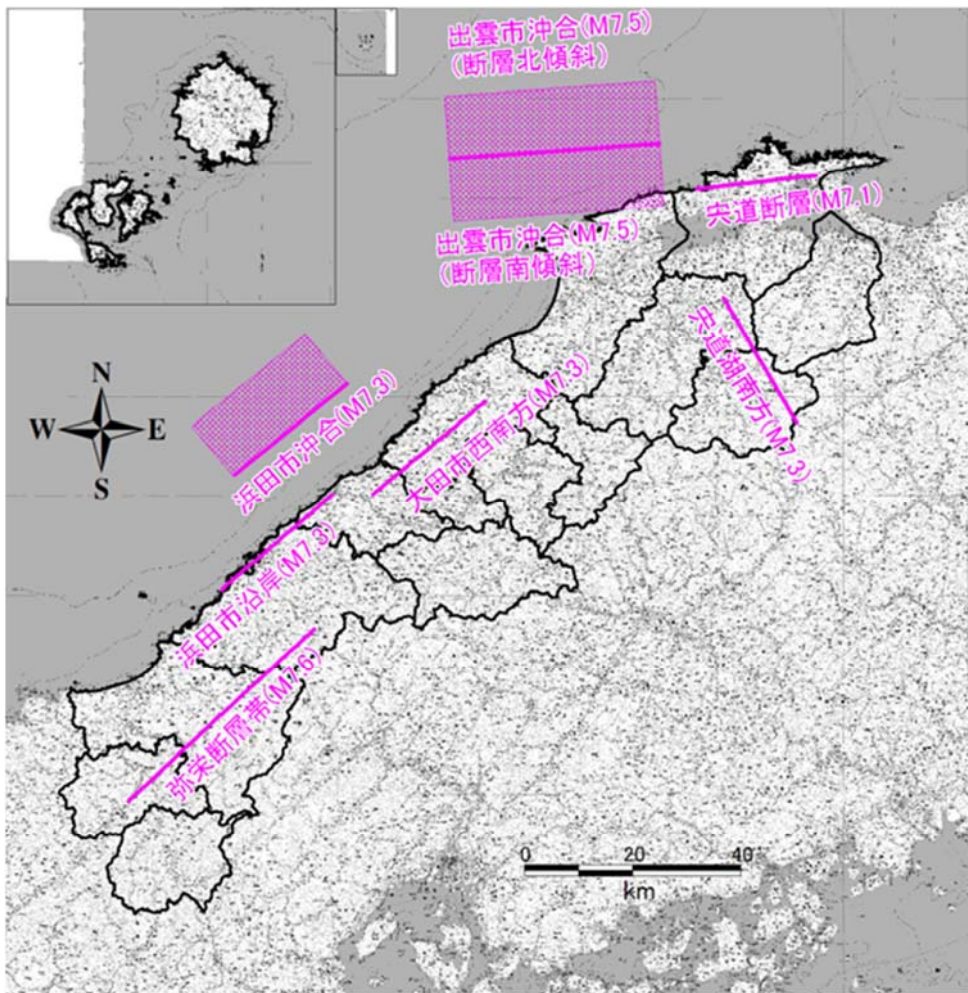 出雲市沖合(M7.5)
(断層北傾斜)
宍道断層(M7.1)
出雲市沖合(M7.5)
(断層南傾斜)
宍道湖南方(M7.3)
大田市西南方(M7.3)
浜田市沖合(M7.3)
浜田市沿岸(M7.3)
弥栄断層帯(M7.6)
N
W
E
S
0 20 40
km